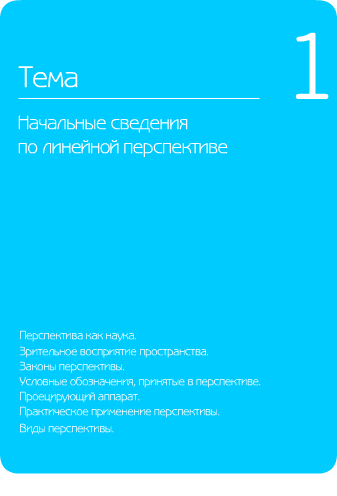 1
Тема
Начальные сведения
по линейной перспективе
Перспектива как наука.
Зрительное восприятие пространства.
Законы перспективы.
Условные обозначения, принятые в перспективе.
Проецирующий аппарат.
Практическое применение перспективы.
Виды перспективы.